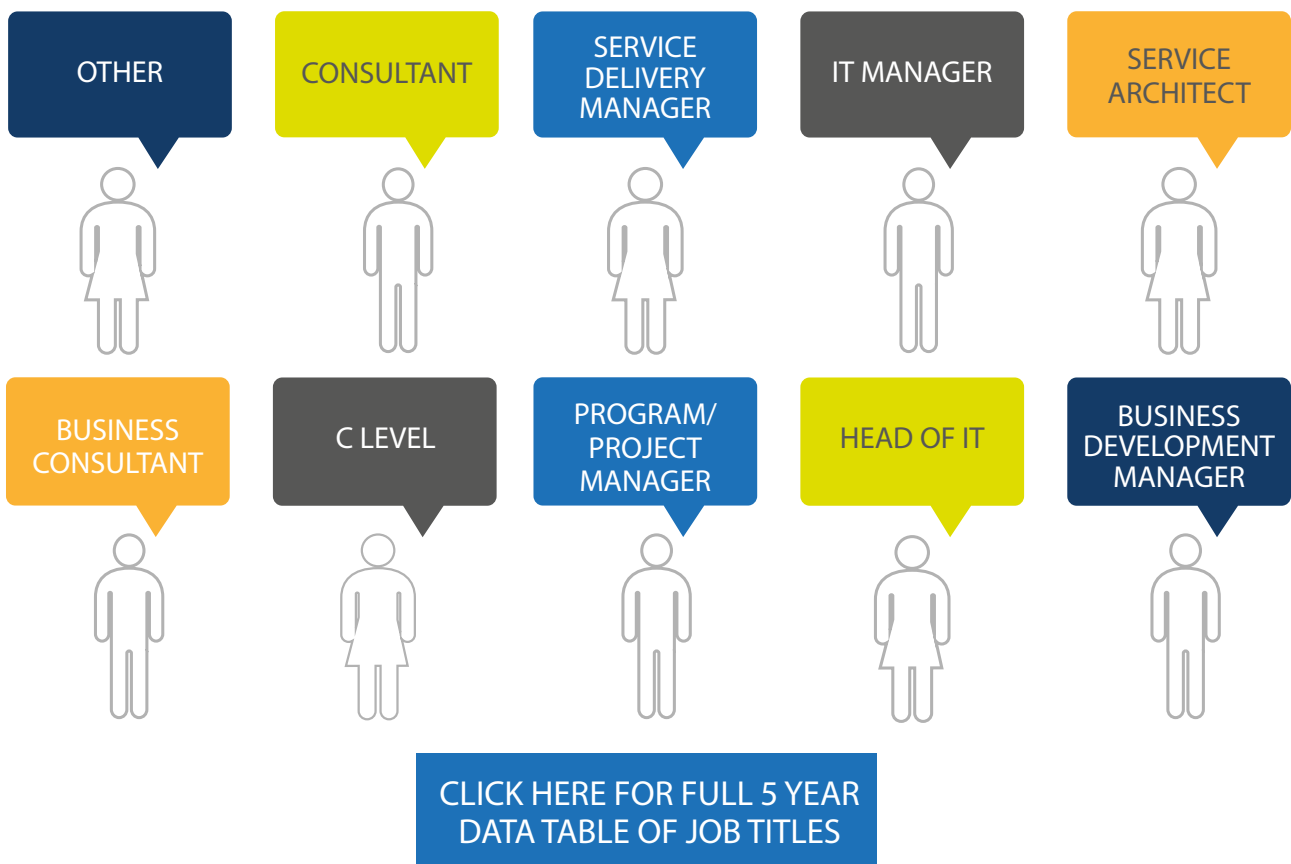 OTHER
CONSULTANT
SERVICE
DELIVERY
MANAGER
IT MANAGER
SERVICE
ARCHITECT
BUSINESS
CONSULTANT
C LEVEL
PROGRAM/
PROJECT
MANAGER
HEAD OF IT
BUSINESS
DEVELOPMENT
MANAGER
CLICK HERE FOR FULL 5 YEAR
DATA TABLE OF JOB TITLES